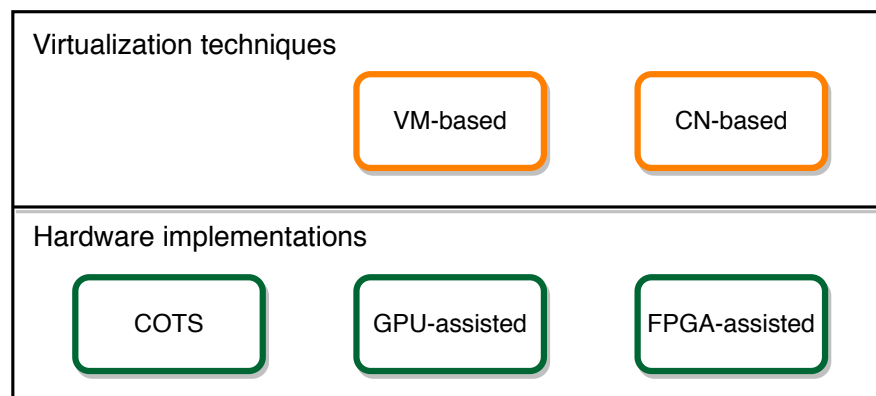 Virtualization techniques
VM-based
CN-based
Hardware implementations
COTS
GPU-assisted
FPGA-assisted